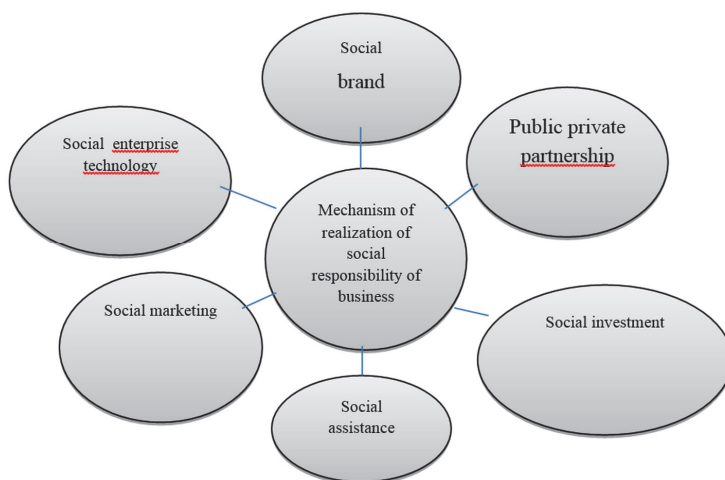 Social
brand
Public private
partnership
Social enterprise
technology
Mechanism of
realization of
social
responsibility of
business
Social marketing
Social investment
Social
assistance